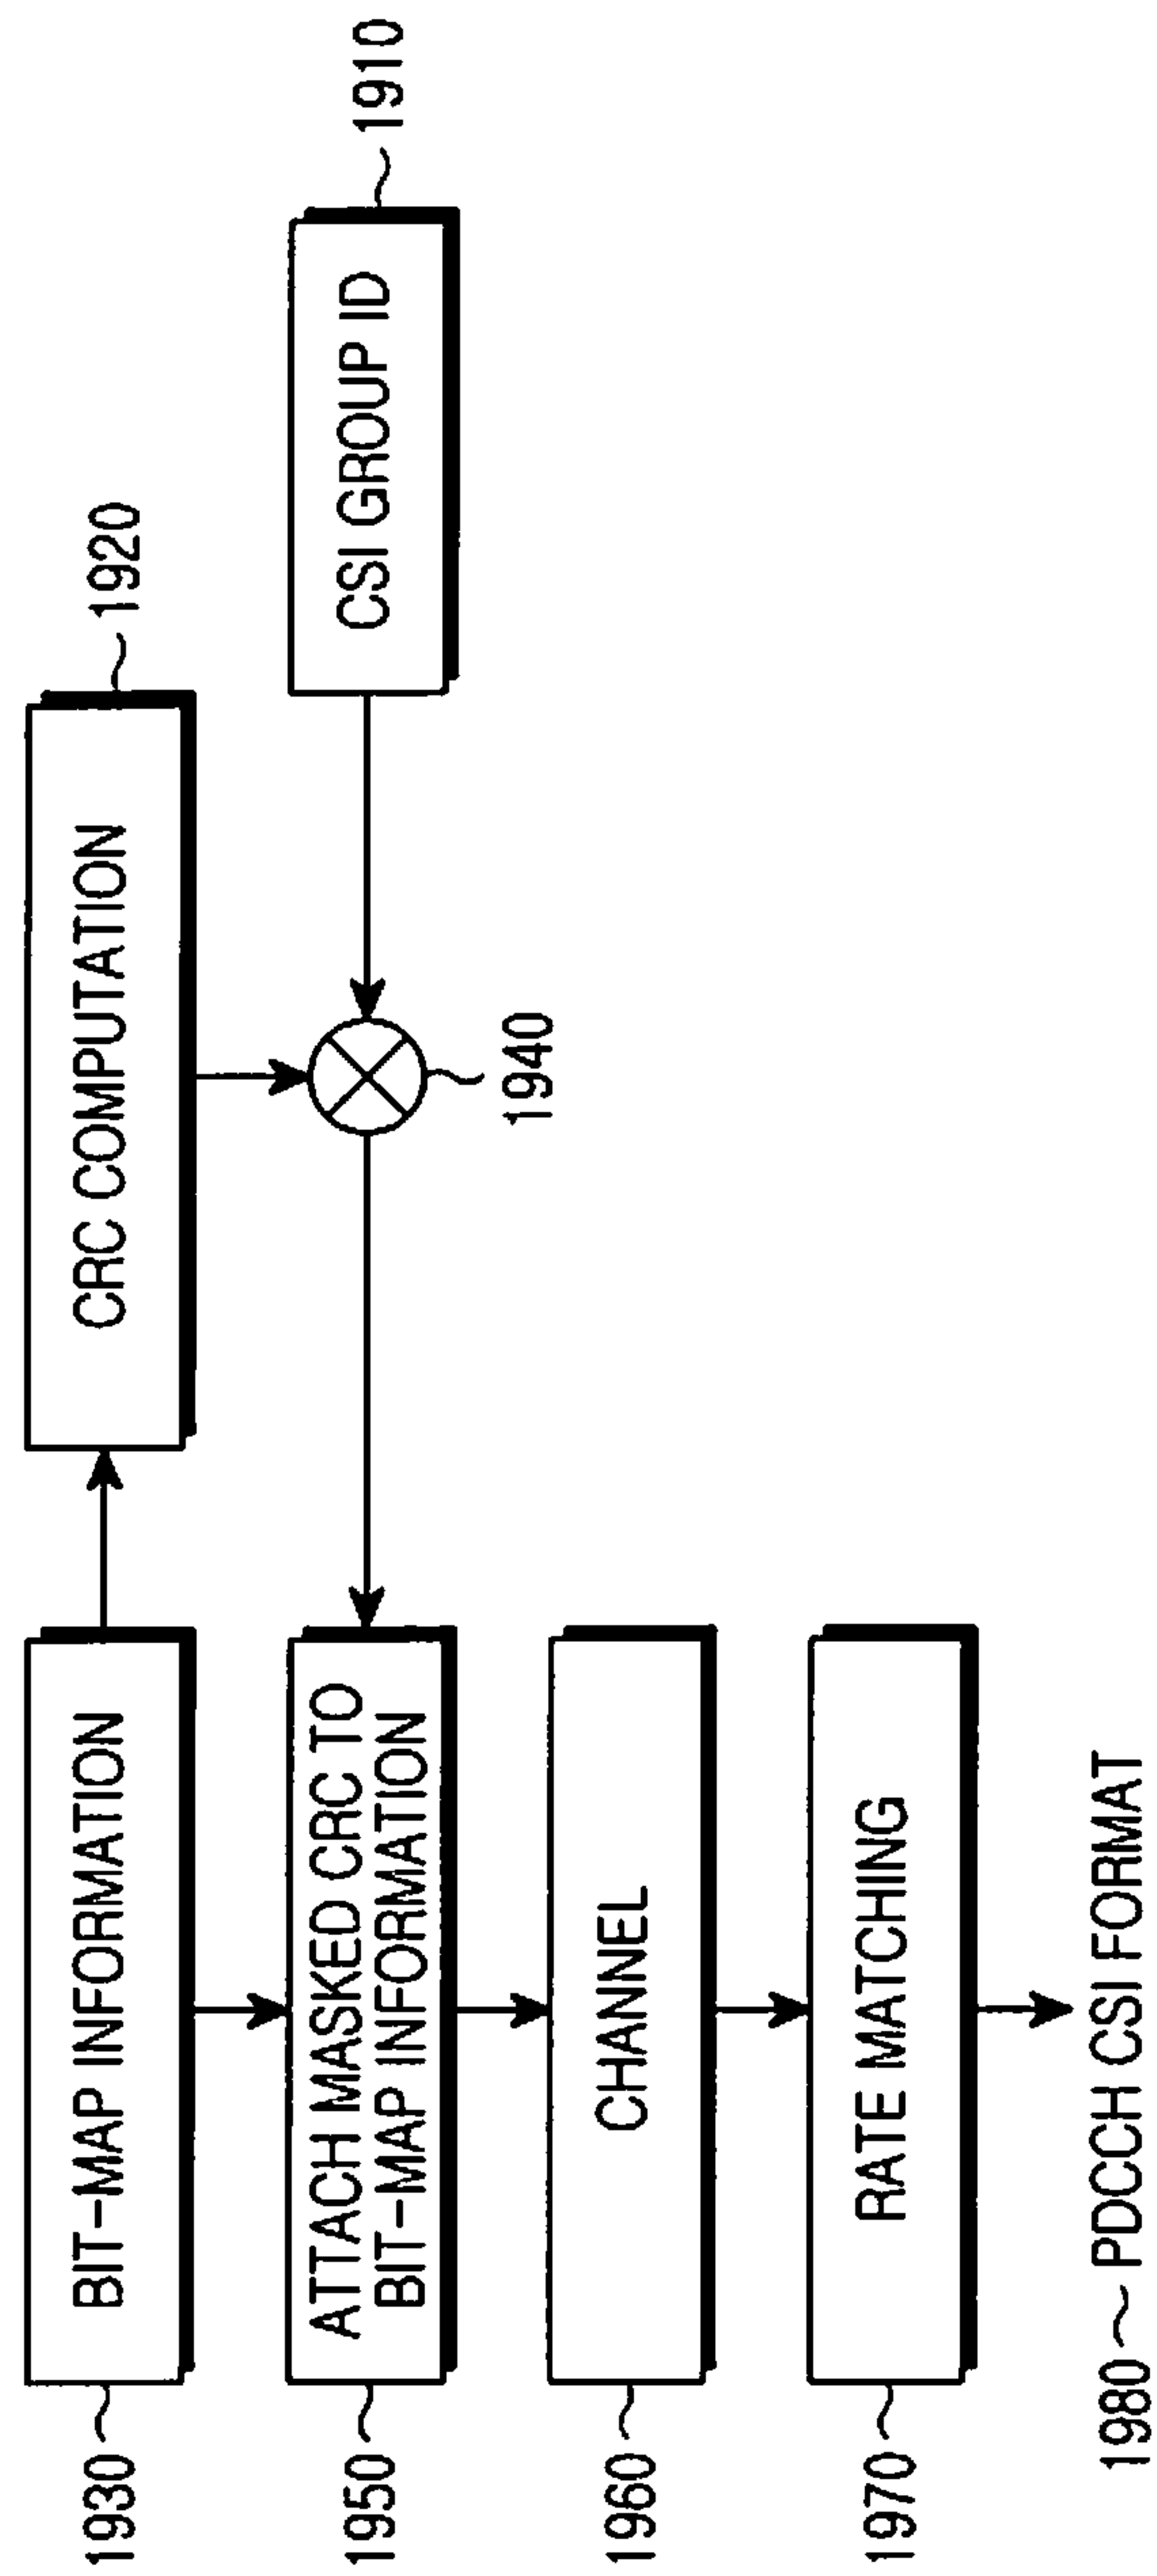 1930
BIT-MAP INFORMATION
CRC COMPUTATION
1920
1950
ATTACH MASKED CRC TO
BIT-MAP INFORMATION
1940
CSI GROUP ID
1910
1960
CHANNEL
1970
RATE MATCHING
1980 PDCCH CSI FORMAT